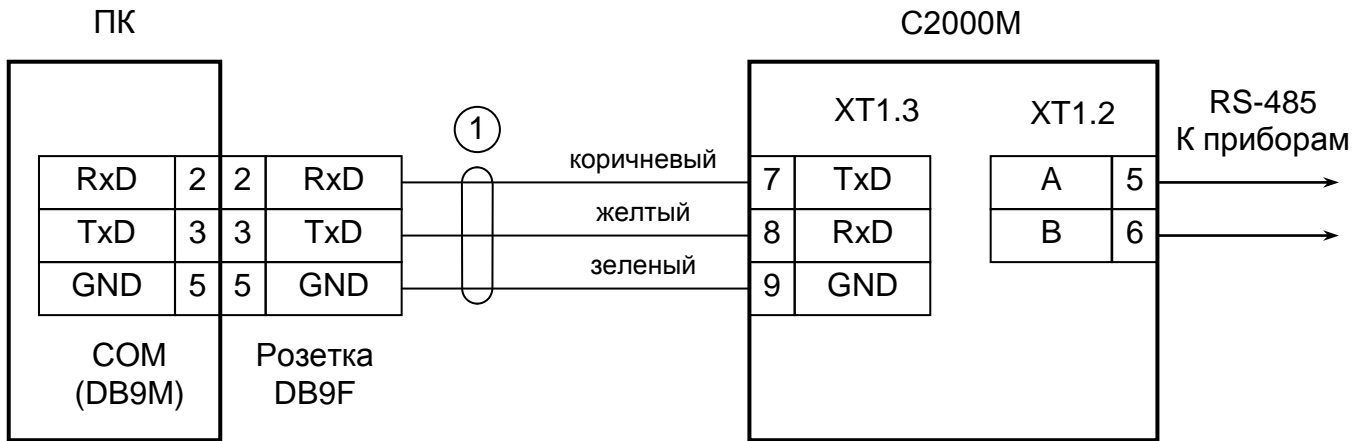 ПК
С2000М
RS-485
К приборам
XT1.3
XT1.2
1
RxD 2 2 RxD
коричневый
7 TxD
A 5
TxD 3 3 TxD
желтый
8 RxD
B 6
GND 5 5 GND
зеленый
9 GND
COM
(DB9M)
Розетка
DB9F